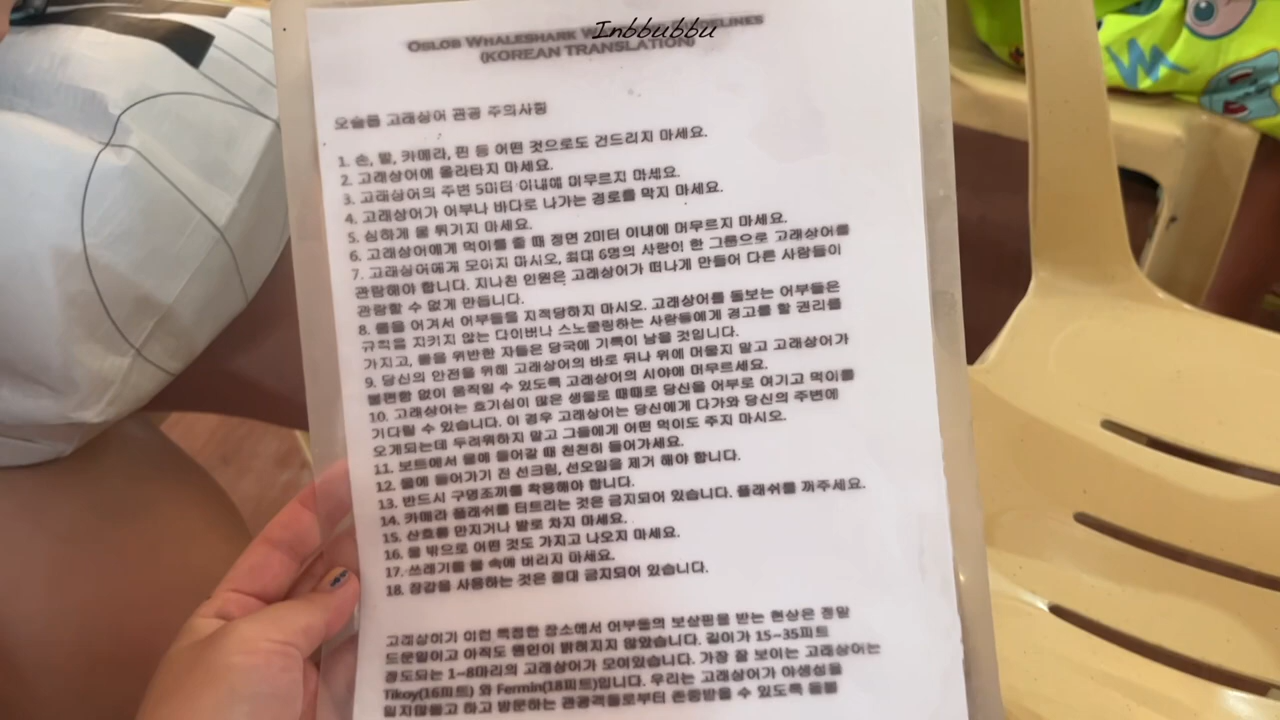 Inbbubbu
OSLOB WHALESHARK W DELINES
(KOREAN TRANSLATION)
오슬롭 고래상어 관광 주의사항
1. 손, 발, 카메라, 핀 등 어떤 것으로도 건드리지 마세요.
2. 고래상어에 올라타지 마세요.
3. 고래상어의 주변 5미터 이내에 머무르지 마세요.
4. 고래상어가 어부나 바다로 나가는 경로를 막지 마세요.
5. 심하게 물 튀기지 마세요.
6. 고래상어에게 먹이를 줄 때 정면 2미터 이내에 머무르지 마세요.
7. 고래상어에게 모이지 마시오, 최대 6명의 사람이 한 그룹으로 고래상어를
관람해야 합니다. 지나친 인원은 고래상어가 떠나게 만들어 다른 사람들이
관람할 수 없게 만듭니다.
8. 룰을 어겨서 어부들을 지적당하지 마시오. 고래상어를 돌보는 어부들은
규칙을 지키지 않는 다이버나 스노쿨링하는 사람들에게 경고를 할 권리를
가지고, 룰을 위반한 자들은 당국에 기록이 남을 것입니다.
9. 당신의 안전을 위해 고래상어의 바로 뒤나 위에 머물지 말고 고래상어가
불편함 없이 움직일 수 있도록 고래상어의 시야에 머무르세요.
10. 고래상어는 호기심이 많은 생물로 때때로 당신을 어부로 여기고 먹이를
기다릴 수 있습니다. 이 경우 고래상어는 당신에게 다가와 당신의 주변에
오게되는데 두려워하지 말고 그들에게 어떤 먹이도 주지 마시오.
11. 보트에서 물에 들어갈 때 천천히 들어가세요.
12. 물에 들어가기 전 선크림, 선오일을 제거 해야 합니다.
13. 반드시 구명조끼를 착용해야 합니다.
14. 카메라 플래쉬를 터트리는 것은 금지되어 있습니다. 플래쉬를 꺼주세요.
15. 산호를 만지거나 발로 차지 마세요.
16. 물 밖으로 어떤 것도 가지고 나오지 마세요.
17. 쓰레기를 물 속에 버리지 마세요.
18. 장갑을 사용하는 것은 절대 금지되어 있습니다.
고래상어가 이런 특정한 장소에서 어부들의 보살핌을 받는 현상은 정말
드문일이고 아직도 원인이 밝혀지지 않았습니다. 길이가 15~35피트
정도되는 1~8마리의 고래상어가 모여있습니다. 가장 잘 보이는 고래상어는
Tikoy(16피트) 와 Fermin(18피트)입니다. 우리는 고래상어가 야생성을
잃지않돌고 하고 방문하는 관광객들로부터 존중받을 수 있도록 을